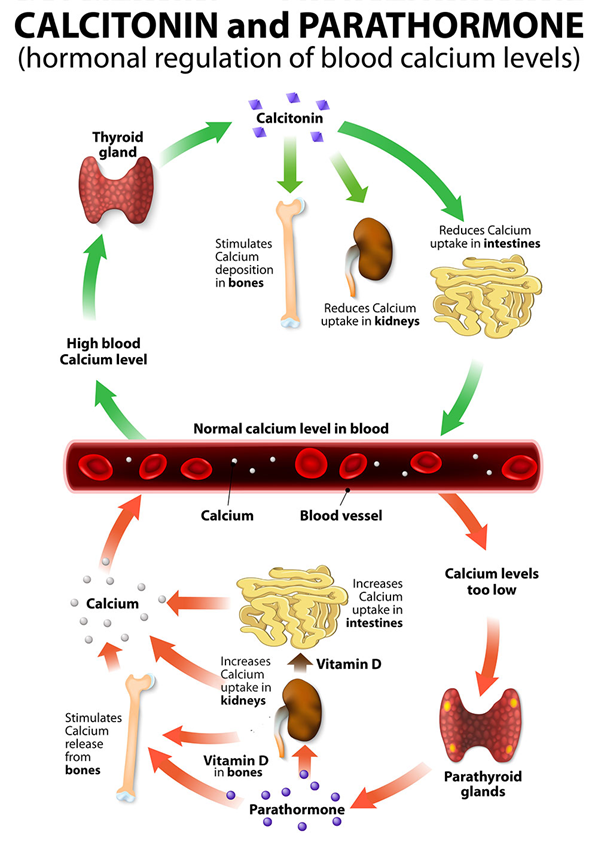 CALCITONIN and PARATHORMONE
(hormonal regulation of blood calcium levels)
Calcitonin
Thyroid
gland
Stimulates
Calcium
deposition
in bones
Reduces Calcium
uptake in kidneys
Reduces Calcium
uptake in intestines
High blood
Calcium level
Normal calcium level in blood
Calcium
Blood vessel
Calcium levels
too low
Calcium
Increases
Calcium
uptake in
intestines
Vitamin D
Increases
Calcium
uptake in
kidneys
Stimulates
Calcium
release
from
bones
Vitamin D
in bones
Parathyroid
glands
Parathormone